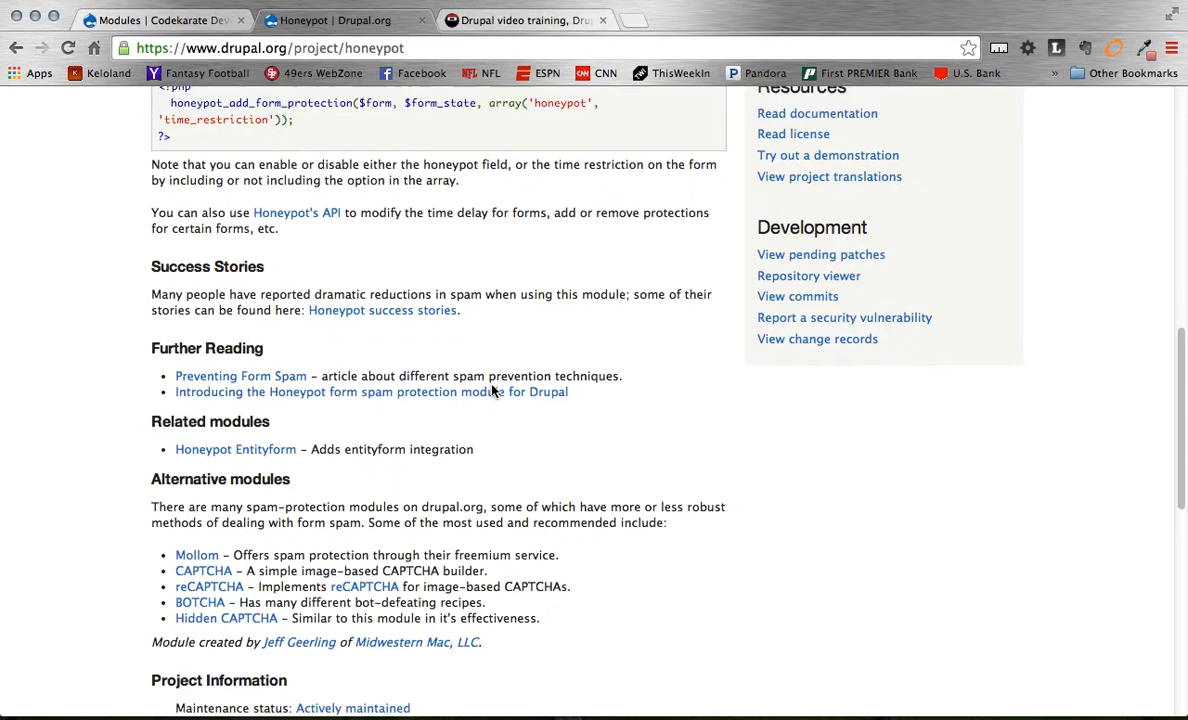 Modules | Codekarate Dev
Honeypot | Drupal.org
Drupal video training, Dru
https://www.drupal.org/project/honeypot
Apps
Keloland
Fantasy Football
49ers WebZone
Facebook
NFL
ESPN
CNN
ThisWeekIn
Pandora
First PREMIER Bank
U.S. Bank
»
Other Bookmarks
<?php
honeypot_add_form_protection($form, $form_state, array('honeypot',
'time_restriction'));
?>
Note that you can enable or disable either the honeypot field, or the time restriction on the form
by including or not including the option in the array.
You can also use Honeypot's API to modify the time delay for forms, add or remove protections
for certain forms, etc.
Success Stories
Many people have reported dramatic reductions in spam when using this module; some of their
stories can be found here: Honeypot success stories.
Further Reading
• Preventing Form Spam – article about different spam prevention techniques.
• Introducing the Honeypot form spam protection module for Drupal
Related modules
• Honeypot Entityform – Adds entityform integration
Alternative modules
There are many spam-protection modules on drupal.org, some of which have more or less robust
methods of dealing with form spam. Some of the most used and recommended include:
• Mollom – Offers spam protection through their freemium service.
• CAPTCHA – A simple image-based CAPTCHA builder.
• reCAPTCHA – Implements reCAPTCHA for image-based CAPTCHAs.
• BOTCHA – Has many different bot-defeating recipes.
• Hidden CAPTCHA – Similar to this module in it's effectiveness.
Module created by Jeff Geerling of Midwestern Mac, LLC.
Project Information
Maintenance status: Actively maintained
Resources
Read documentation
Read license
Try out a demonstration
View project translations
Development
View pending patches
Repository viewer
View commits
Report a security vulnerability
View change records